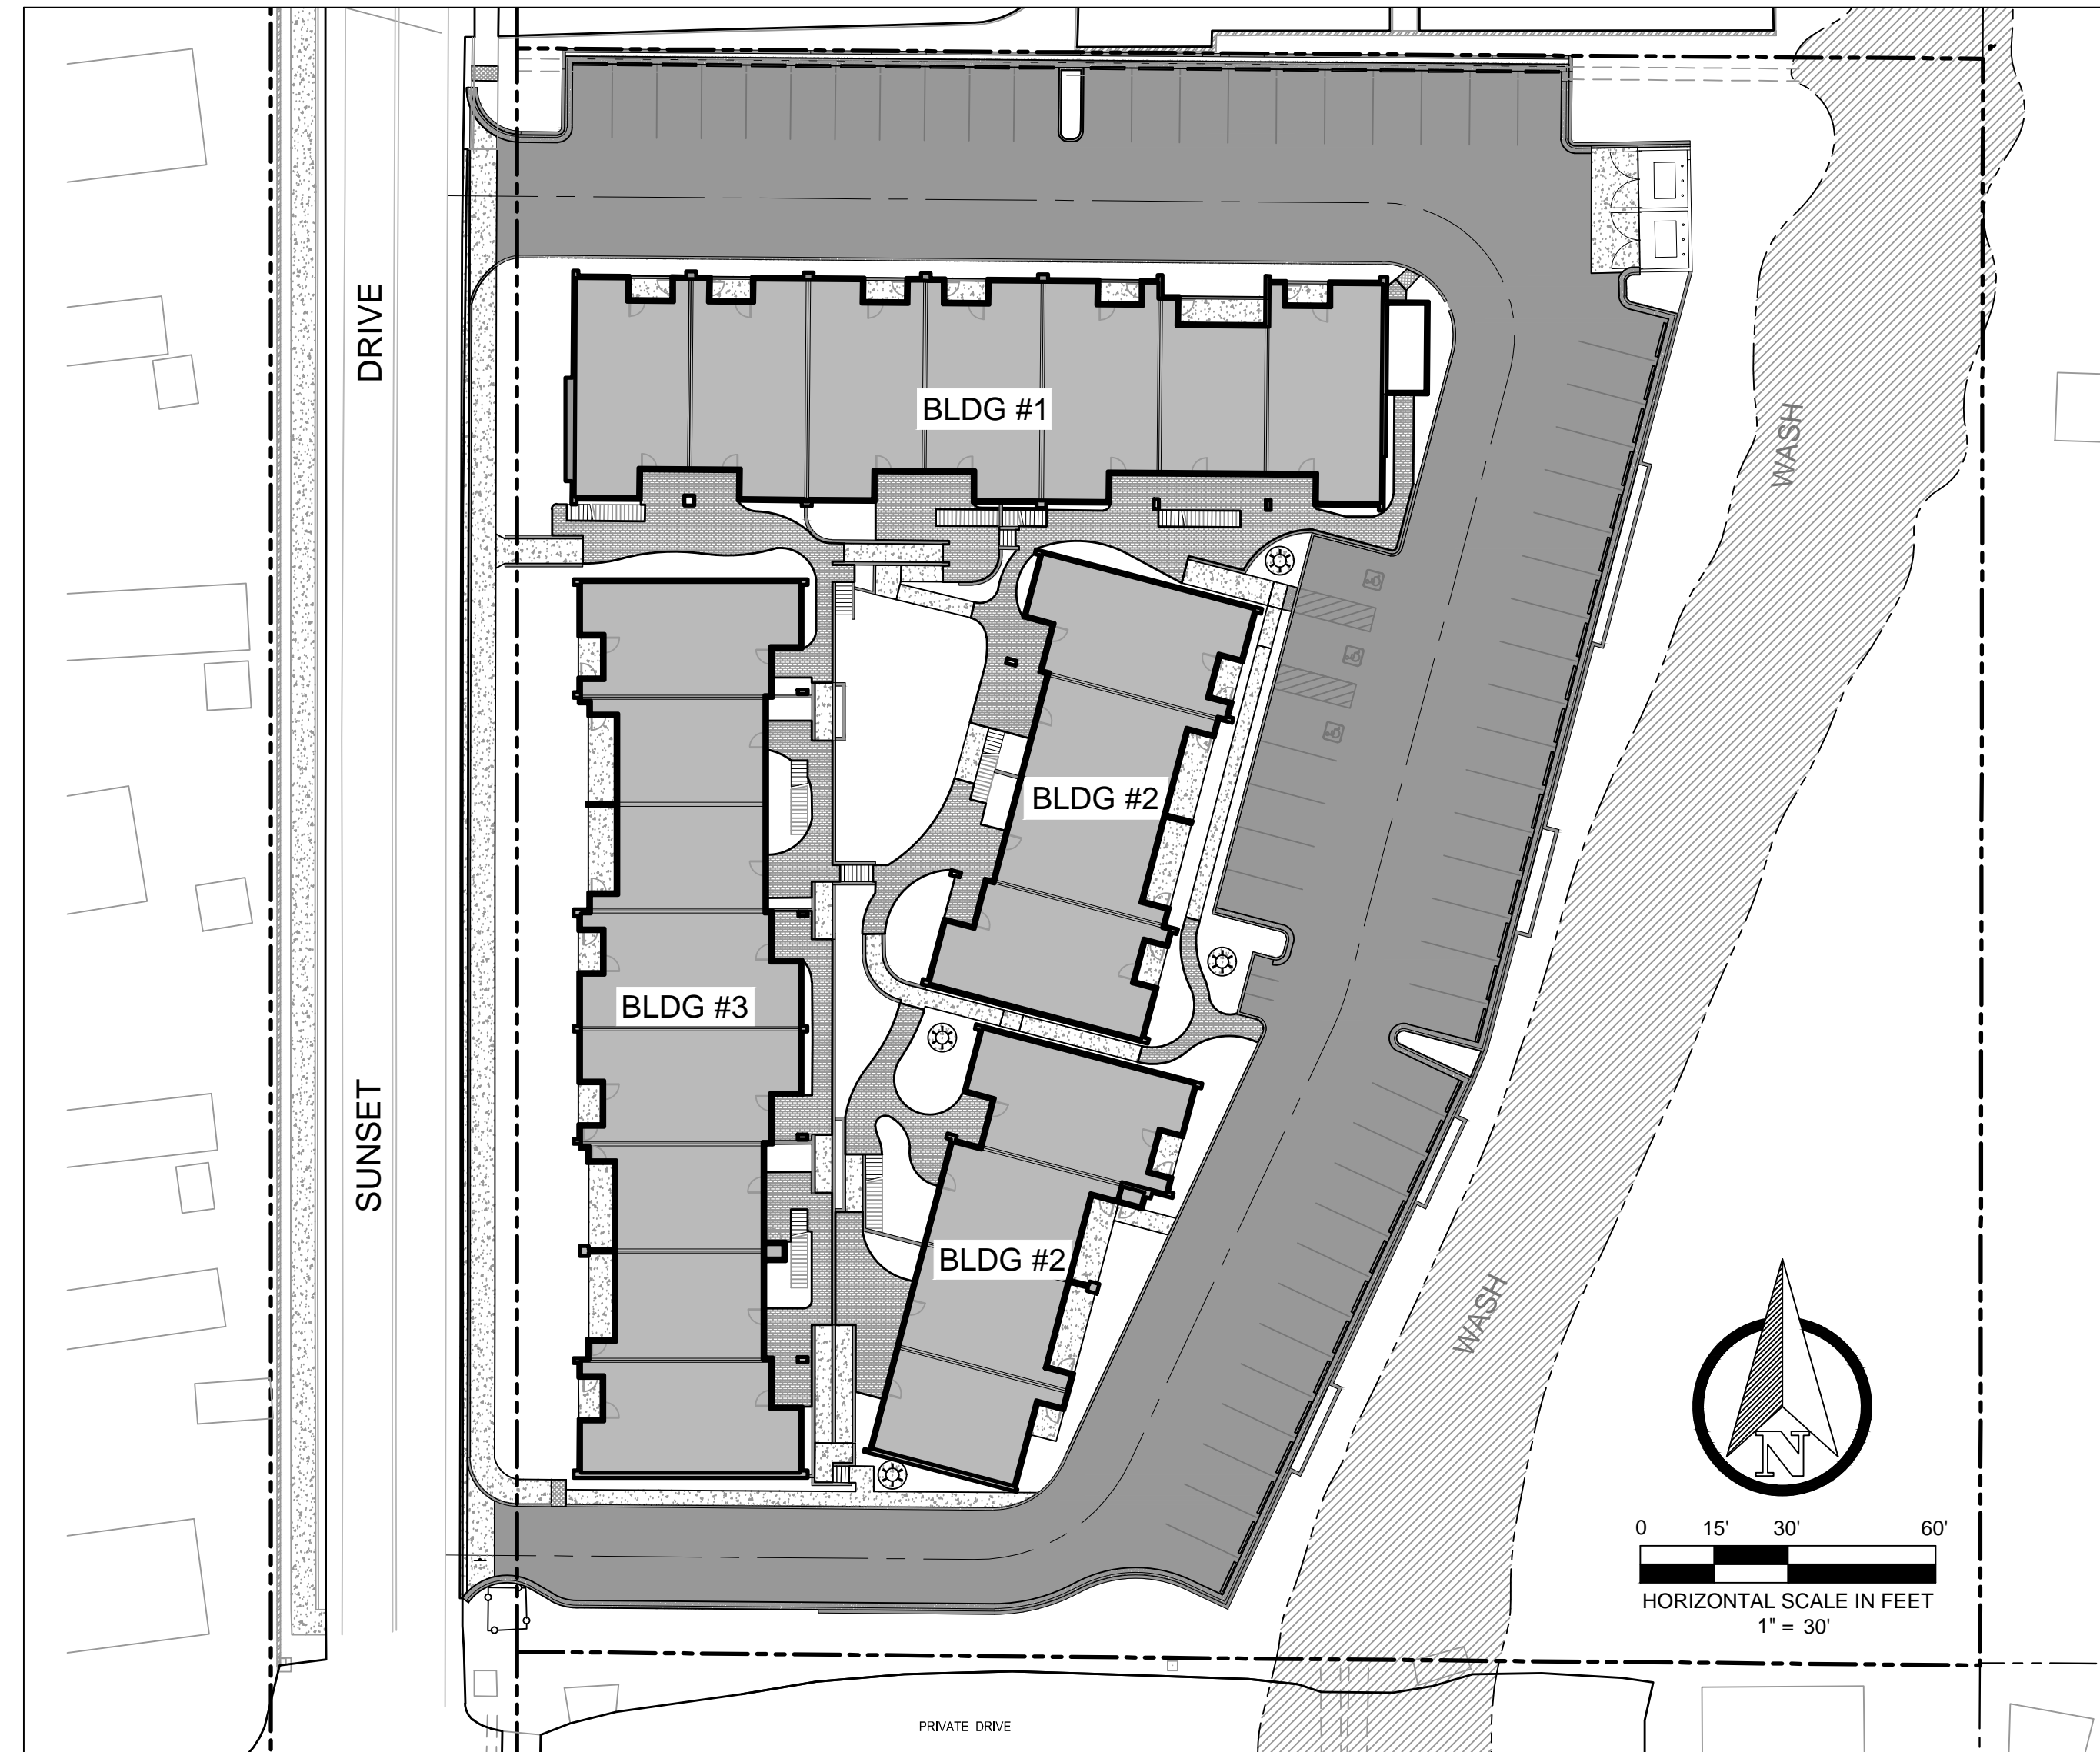 DRIVE
BLDG #1
WASH
BLDG #2
BLDG #3
SUNSET
BLDG #2
WASH
N
0 15' 30' 60'
HORIZONTAL SCALE IN FEET
1" = 30'
PRIVATE DRIVE